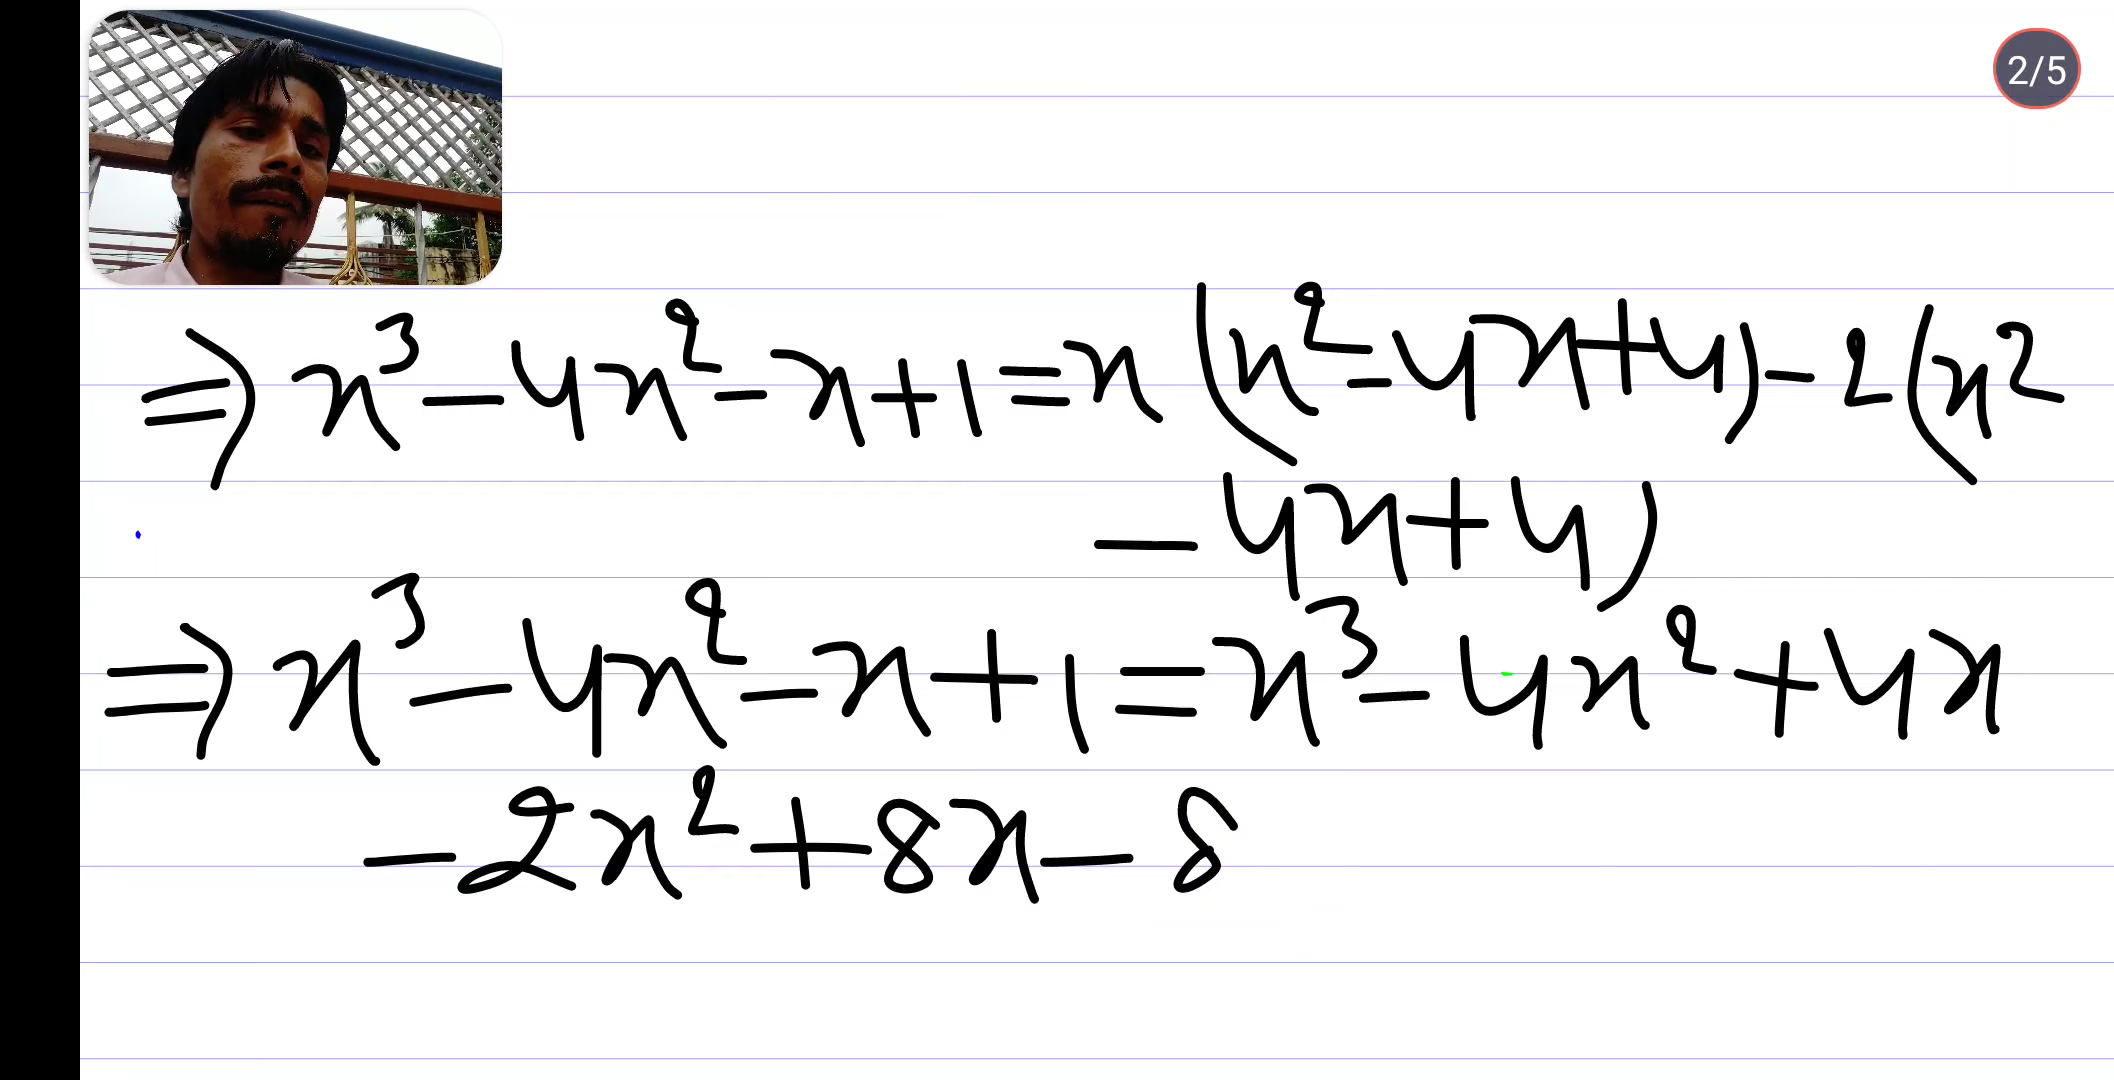 2/5
⇒ x³ - 4x² - x + 1 = x (x² - 4x + 4) - 2 (x²
- 4x + 4)
⇒ x³ - 4x² - x + 1 = x³ - 4x² + 4x
- 2x² + 8x - 8